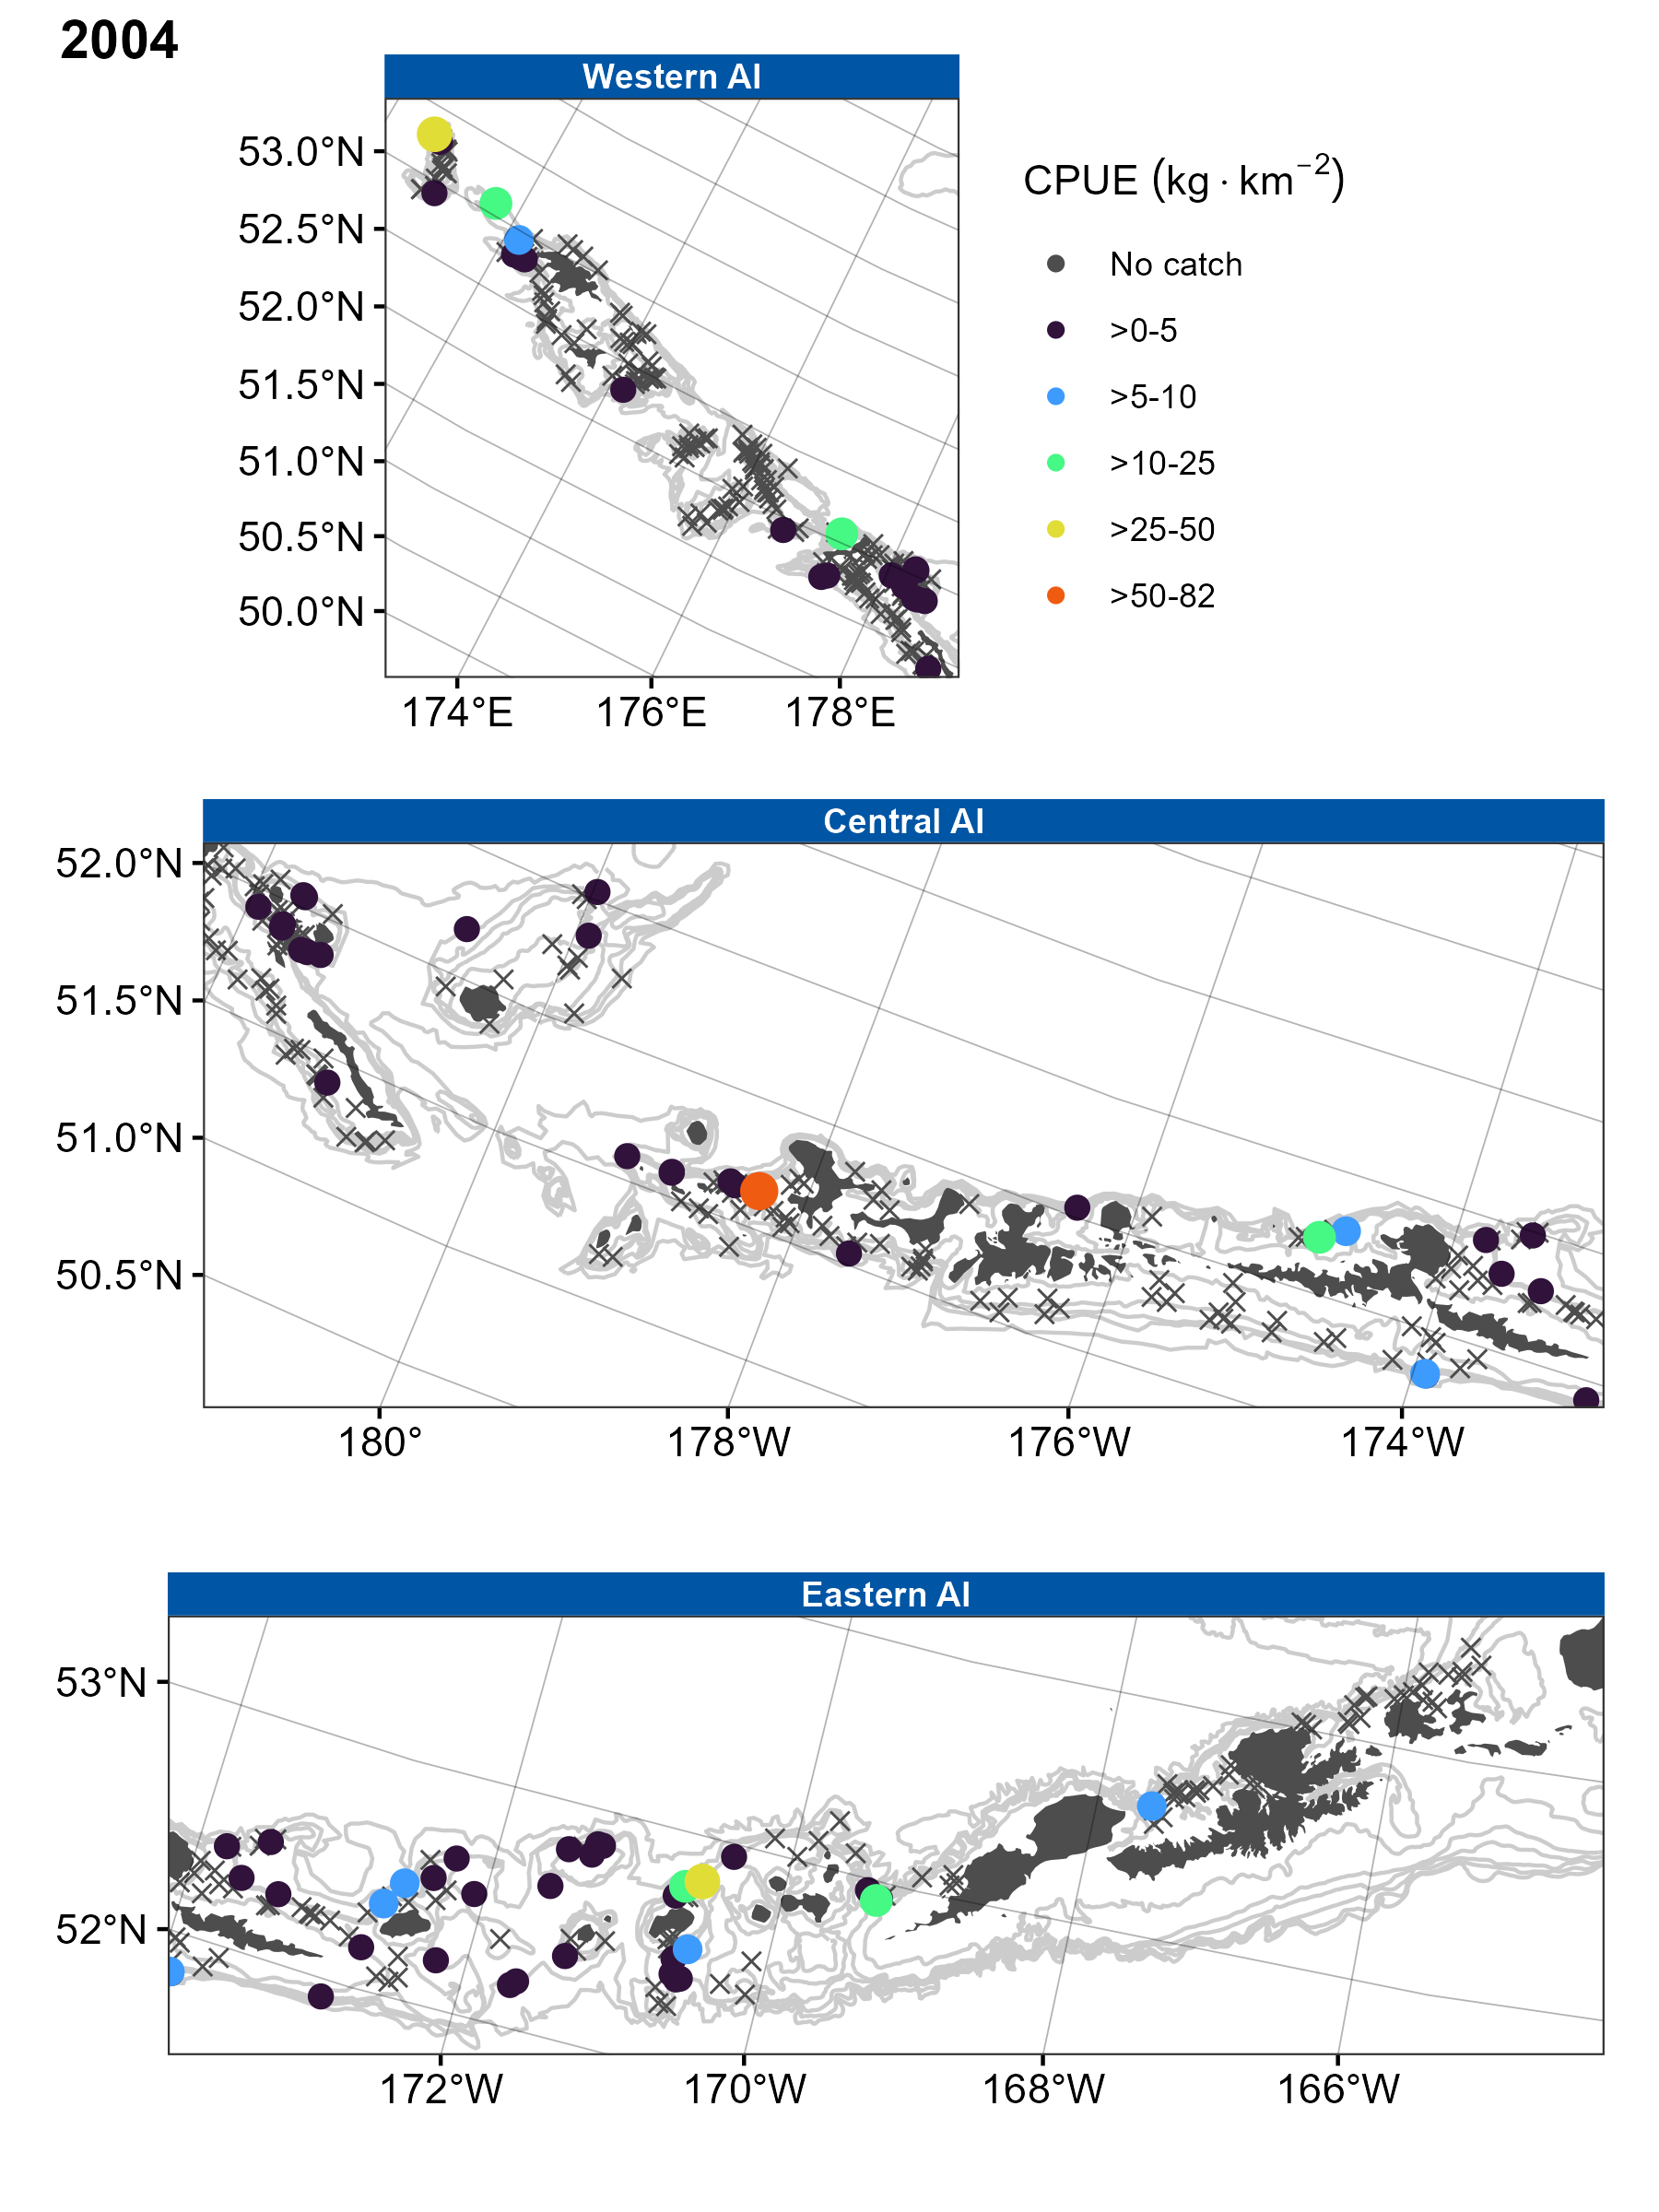 2004
Western AI
53.0°N
52.5°N
52.0°N
51.5°N
51.0°N
50.5°N
50.0°N
174°E 176°E 178°E
CPUE (kg · km⁻²)
No catch
>0-5
>5-10
>10-25
>25-50
>50-82
Central AI
52.0°N
51.5°N
51.0°N
50.5°N
180° 178°W 176°W 174°W
Eastern AI
53°N
52°N
172°W 170°W 168°W 166°W